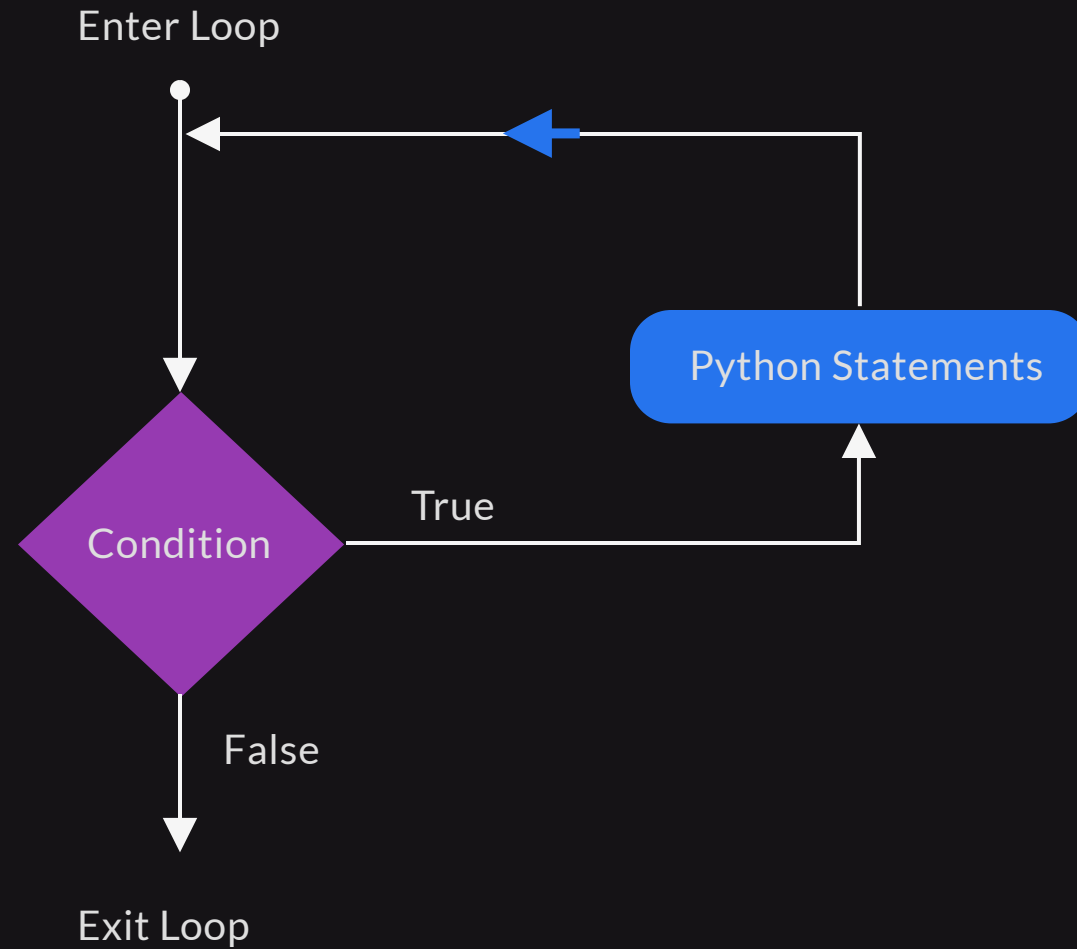 Enter Loop
Python Statements
True
Condition
False
Exit Loop